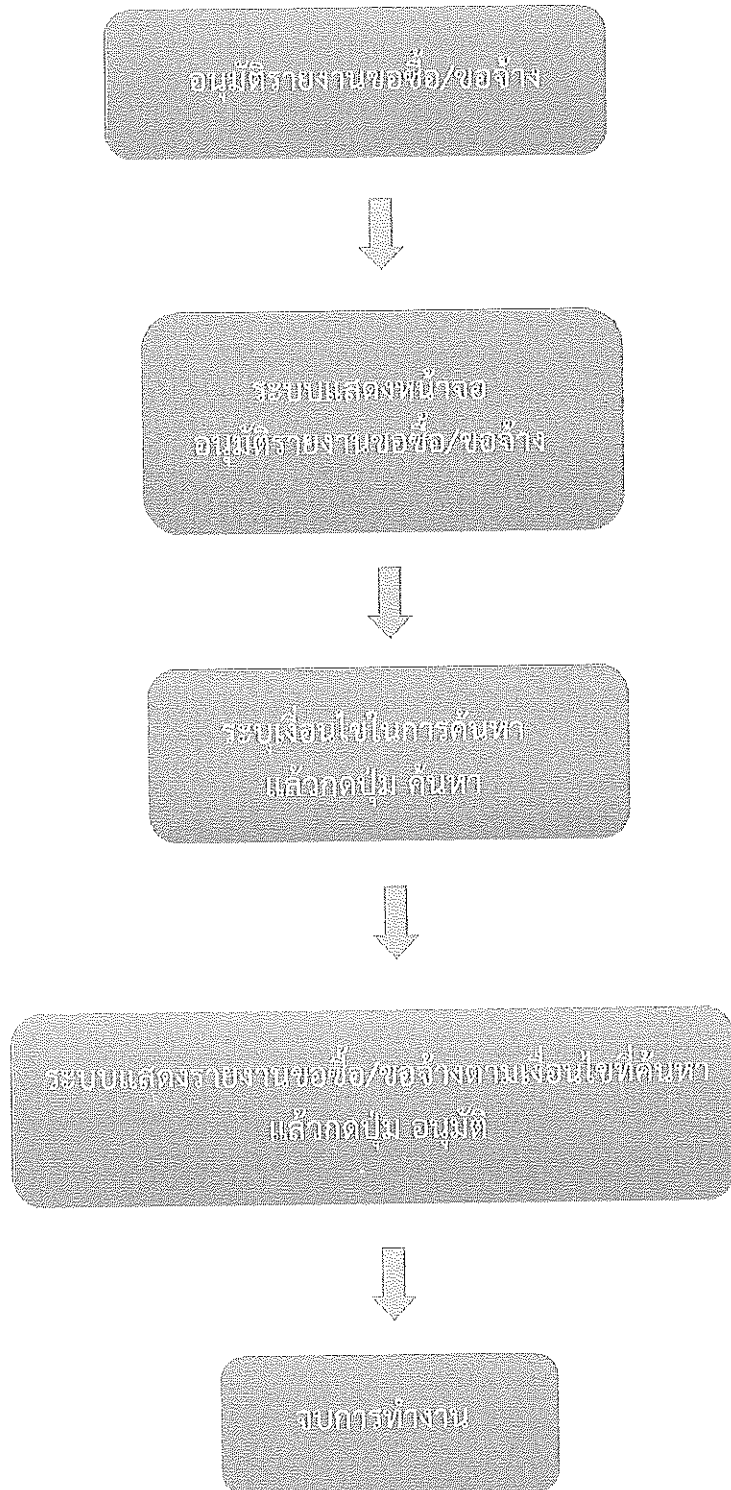 อนุมัติรายงานขอซื้อ/ขอจ้าง
ระบบแสดงหน้าจอ
อนุมัติรายงานขอซื้อ/ขอจ้าง
ระบุเงื่อนไขในการค้นหา
แล้วกดปุ่ม ค้นหา
ระบบแสดงรายงานขอซื้อ/ขอจ้างตามเงื่อนไขที่ค้นหา
แล้วกดปุ่ม อนุมัติ
จบการทำงาน